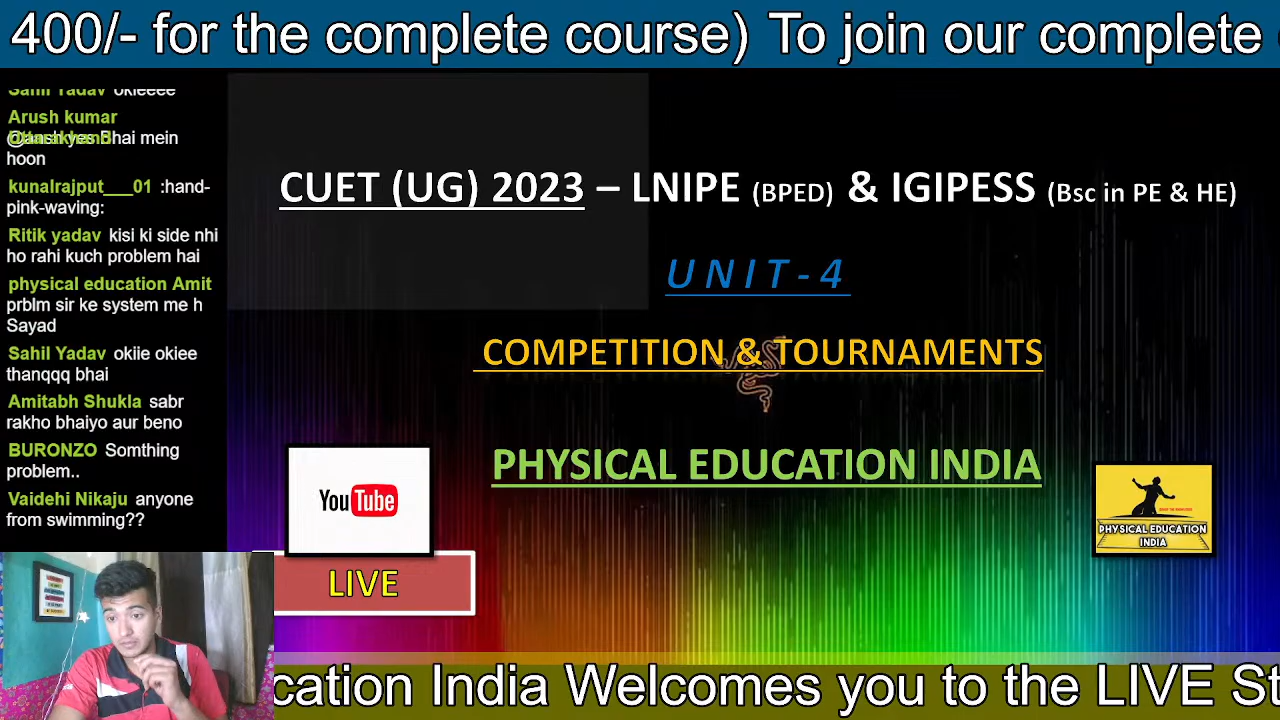 400/- for the complete course) To join our complete
Sahil Yadav okieeee
Arush kumar
@ansh yes Bhai mein
hoon
kunalrajput___01 :hand-
pink-waving:
Ritik yadav kisi ki side nhi
ho rahi kuch problem hai
physical education Amit
prblm sir ke system me h
Sayad
Sahil Yadav okiie okiee
thanqqq bhai
Amitabh Shukla sabr
rakho bhaiyo aur beno
BURONZO Somthing
problem..
Vaidehi Nikaju anyone
from swimming??
CUET (UG) 2023 – LNIPE (BPED) & IGIPESS (Bsc in PE & HE)
UNIT-4
COMPETITION & TOURNAMENTS
PHYSICAL EDUCATION INDIA
YouTube
LIVE
PHYSICAL EDUCATION
INDIA
cation India Welcomes you to the LIVE St